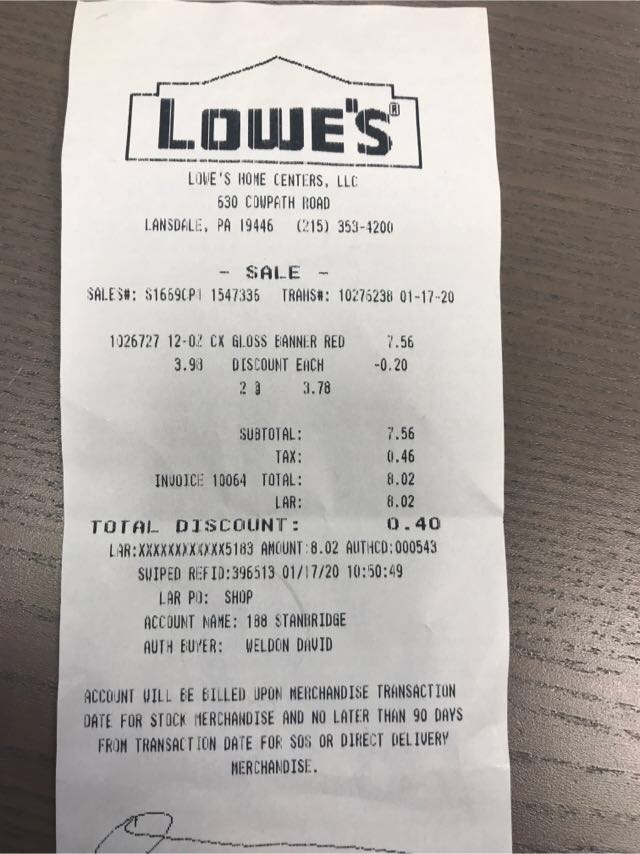 LOWE'S®
LOWE'S HOME CENTERS, LLC
630 COWPATH ROAD
LANSDALE, PA 19446 (215) 353-4200
- SALE -
SALES#: S1669CP1 1547336 TRANS#: 10276238 01-17-20
1026727 12-OZ CX GLOSS BANNER RED 7.56
3.98 DISCOUNT EACH -0.20
2 @ 3.78
SUBTOTAL: 7.56
TAX: 0.46
INVOICE 10064 TOTAL: 8.02
LAR: 8.02
TOTAL DISCOUNT: 0.40
LAR:XXXXXXXXXXXX5183 AMOUNT:8.02 AUTHCD:000543
SWIPED REFID:396513 01/17/20 10:50:49
LAR PO: SHOP
ACCOUNT NAME: 188 STANBRIDGE
AUTH BUYER: WELDON DAVID
ACCOUNT WILL BE BILLED UPON MERCHANDISE TRANSACTION
DATE FOR STOCK MERCHANDISE AND NO LATER THAN 90 DAYS
FROM TRANSACTION DATE FOR SOS OR DIRECT DELIVERY
MERCHANDISE.